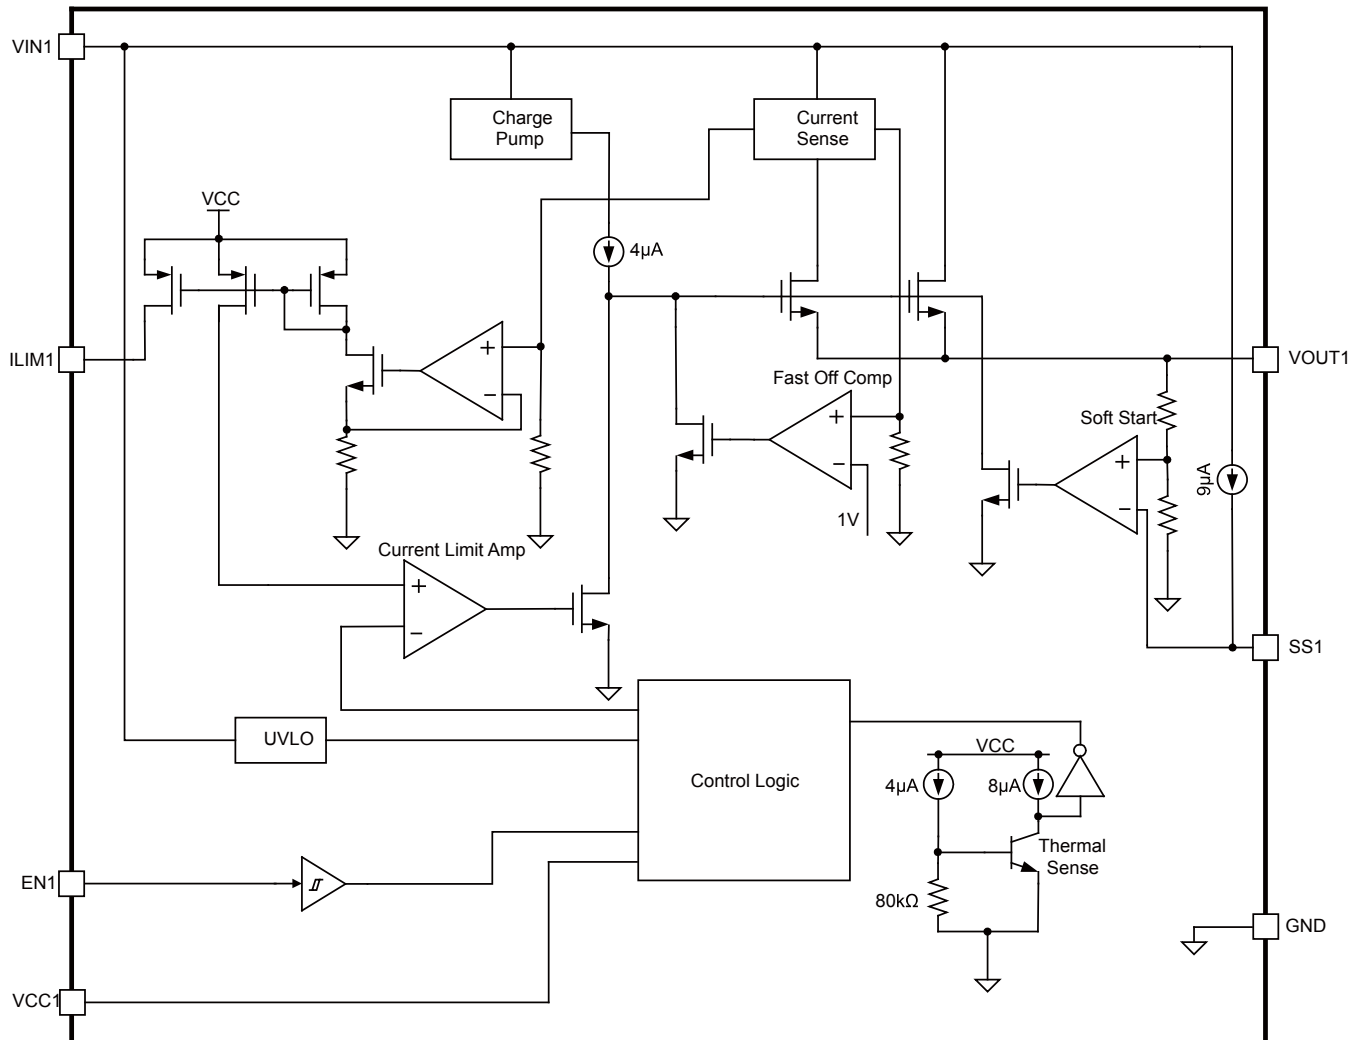 VIN1
Charge
Pump
Current
Sense
VCC
4µA
ILIM1
VOUT1
+
−
Fast Off Comp
+
−
1V
Soft Start
+
−
9µA
Current Limit Amp
+
−
SS1
UVLO
Control Logic
VCC
4µA
8µA
Thermal
Sense
80kΩ
EN1
GND
VCC1